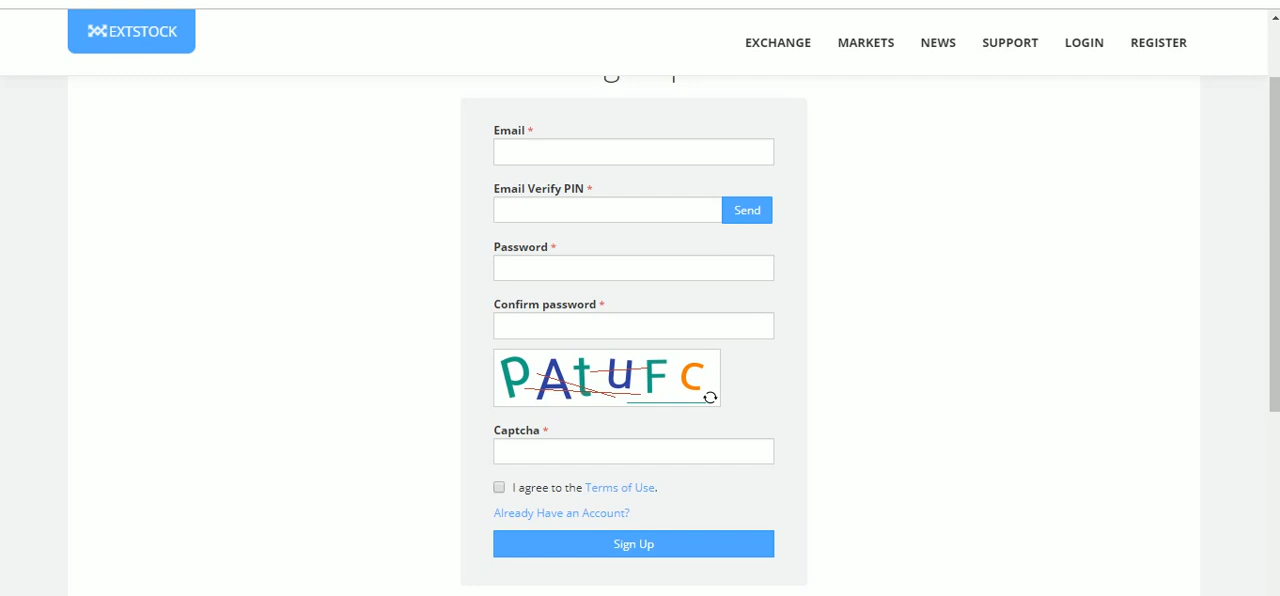 EXTSTOCK
EXCHANGE MARKETS NEWS SUPPORT LOGIN REGISTER
Email *
Email Verify PIN *
Send
Password *
Confirm password *
PAtuFc
Captcha *
I agree to the Terms of Use.
Already Have an Account?
Sign Up